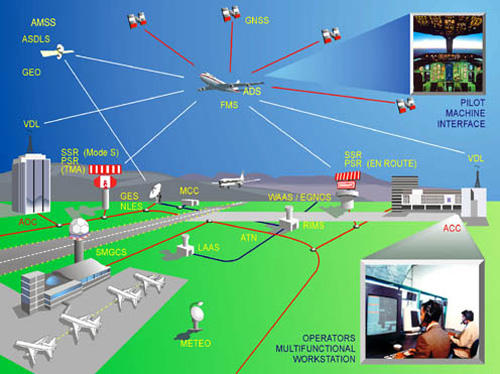 AMSS
ASDLS
GEO
GNSS
ADS
FMS
PILOT
MACHINE
INTERFACE
VDL
VDL
SSR (Mode S)
PSR
(TMA)
SSR
PSR (EN ROUTE)
GES
NLES
MCC
WAAS / EGNOS
AOC
RIMS
ACC
ATN
SMGCS
LAAS
METEO
OPERATORS
MULTIFUNCTIONAL
WORKSTATION